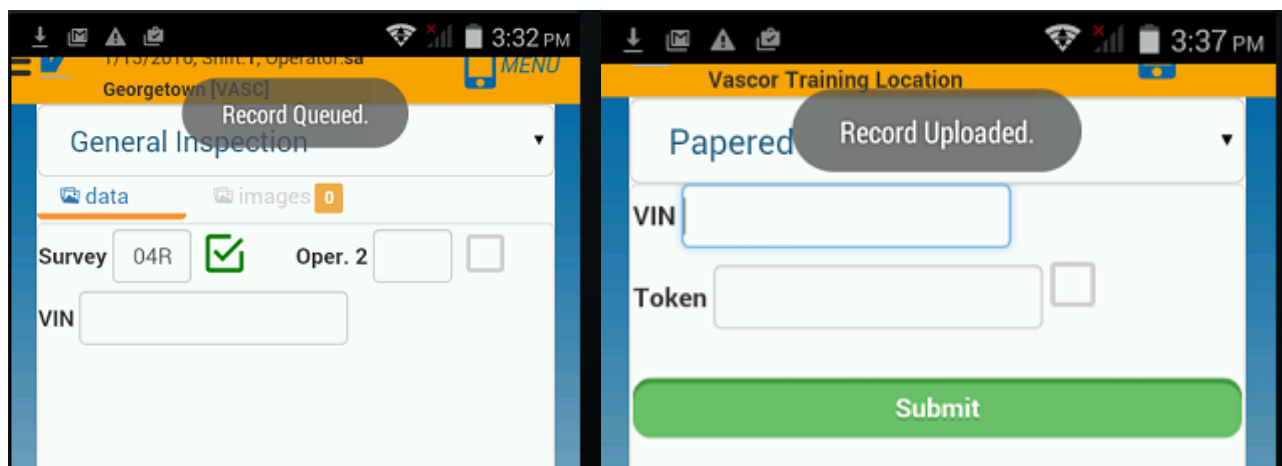 3:32 PM
1/13/2016, Shift:1, Operator:sa
MENU
Georgetown [VASC]
Record Queued.
General Inspection
data
images 0
Survey 04R Oper. 2
VIN
3:37 PM
Vascor Training Location
Record Uploaded.
Papered
VIN
Token
Submit